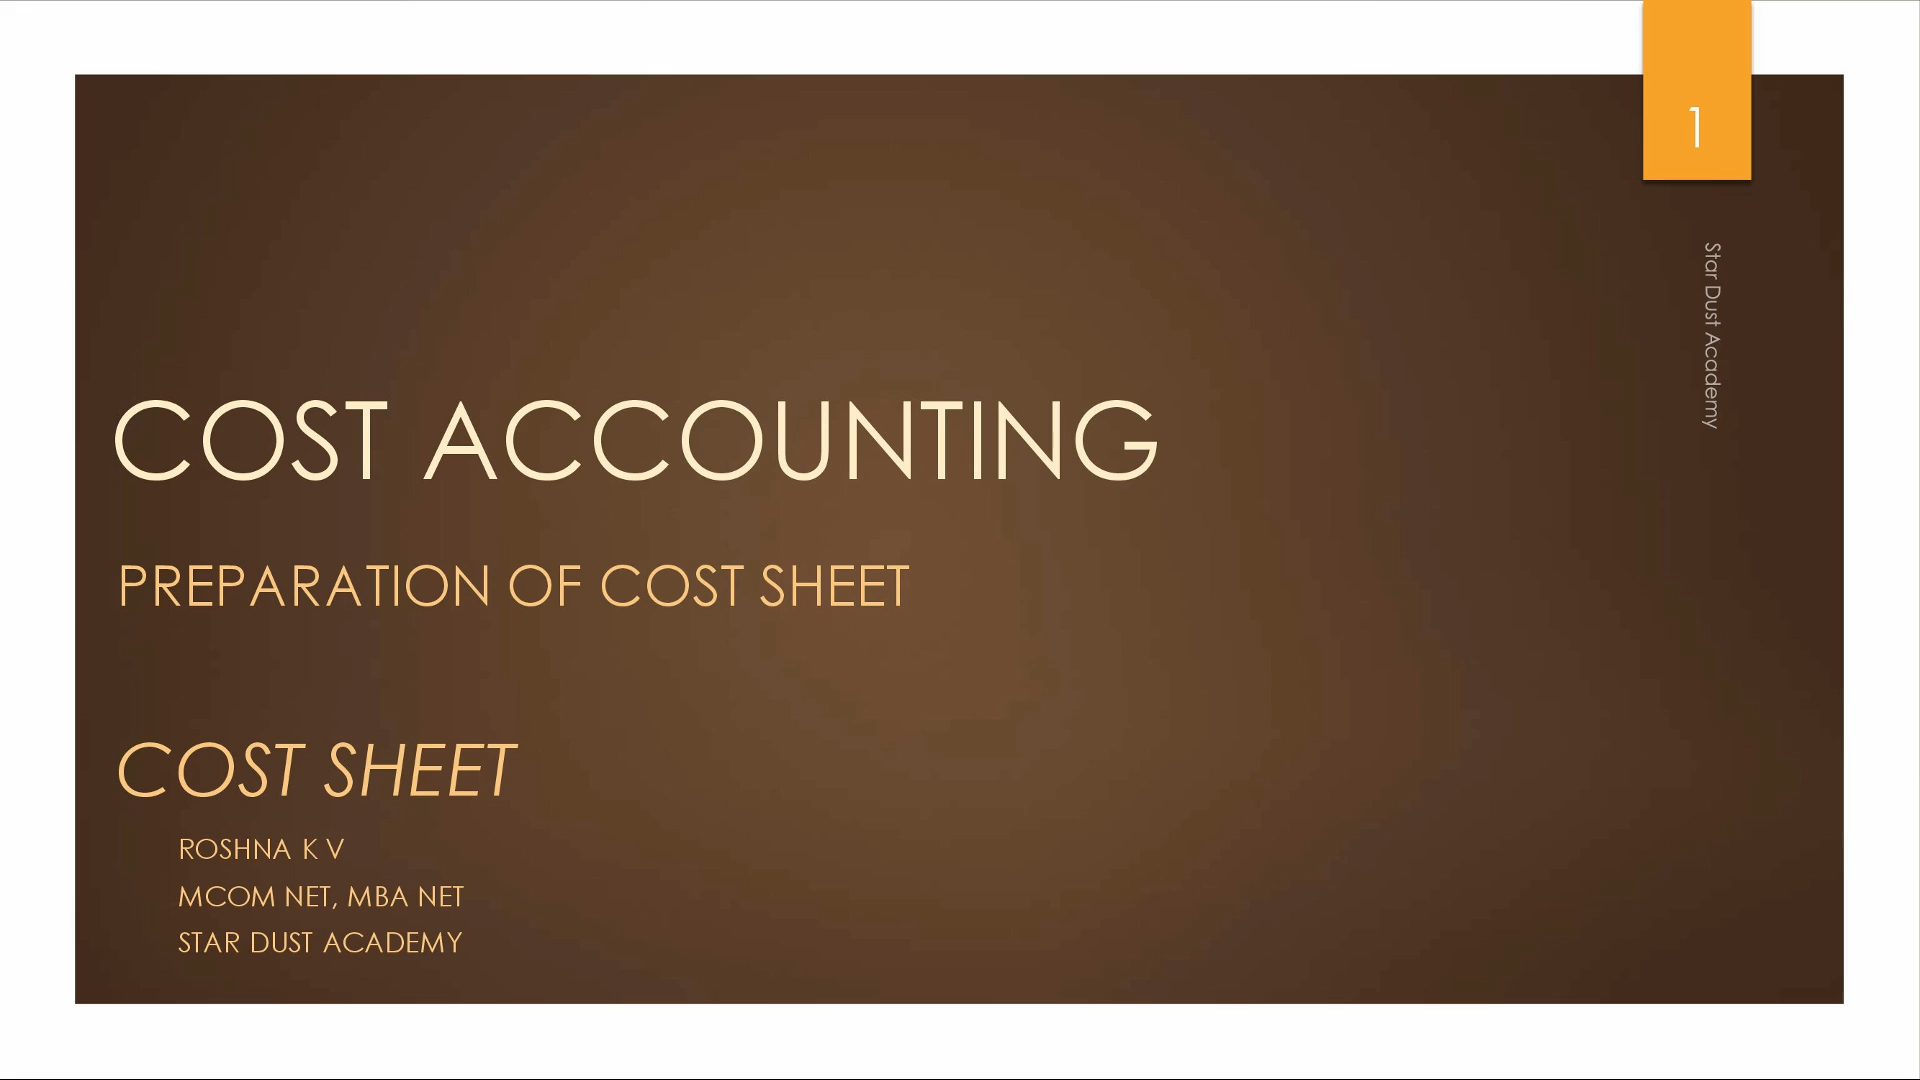 1
Star Dust Academy
COST ACCOUNTING
PREPARATION OF COST SHEET
COST SHEET
ROSHNA K V
MCOM NET, MBA NET
STAR DUST ACADEMY